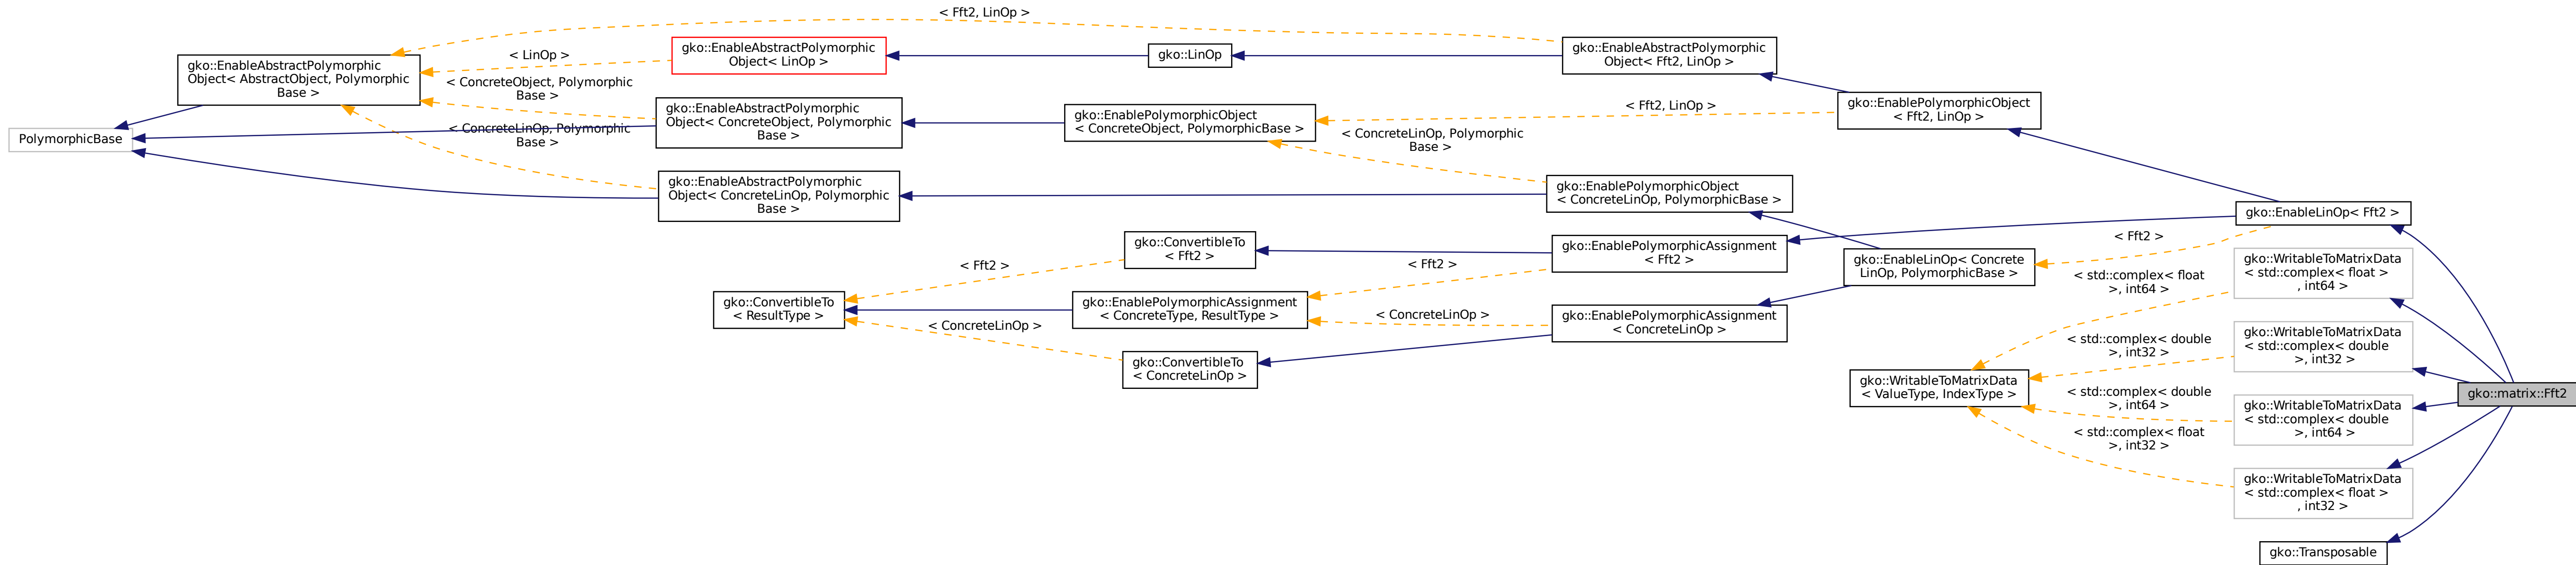 < Fft2, LinOp >
gko::EnableAbstractPolymorphic
Object< AbstractObject, Polymorphic
Base >
< LinOp >
gko::EnableAbstractPolymorphic
Object< LinOp >
gko::LinOp
gko::EnableAbstractPolymorphic
Object< Fft2, LinOp >
< ConcreteObject, Polymorphic
Base >
gko::EnableAbstractPolymorphic
Object< ConcreteObject, Polymorphic
Base >
gko::EnablePolymorphicObject
< ConcreteObject, PolymorphicBase >
< Fft2, LinOp >
gko::EnablePolymorphicObject
< Fft2, LinOp >
PolymorphicBase
< ConcreteLinOp, Polymorphic
Base >
< ConcreteLinOp, Polymorphic
Base >
gko::EnableAbstractPolymorphic
Object< ConcreteLinOp, Polymorphic
Base >
gko::EnablePolymorphicObject
< ConcreteLinOp, PolymorphicBase >
gko::EnableLinOp< Fft2 >
gko::ConvertibleTo
< Fft2 >
gko::EnablePolymorphicAssignment
< Fft2 >
< Fft2 >
gko::EnableLinOp< Concrete
LinOp, PolymorphicBase >
< Fft2 >
< Fft2 >
gko::WritableToMatrixData
< std::complex< float >
, int64 >
< std::complex< float
>, int64 >
gko::ConvertibleTo
< ResultType >
gko::EnablePolymorphicAssignment
< ConcreteType, ResultType >
< ConcreteLinOp >
gko::EnablePolymorphicAssignment
< ConcreteLinOp >
< ConcreteLinOp >
gko::ConvertibleTo
< ConcreteLinOp >
< std::complex< double
>, int32 >
gko::WritableToMatrixData
< std::complex< double
>, int32 >
gko::WritableToMatrixData
< ValueType, IndexType >
< std::complex< double
>, int64 >
gko::WritableToMatrixData
< std::complex< double
>, int64 >
gko::matrix::Fft2
< std::complex< float
>, int32 >
gko::WritableToMatrixData
< std::complex< float >
, int32 >
gko::Transposable